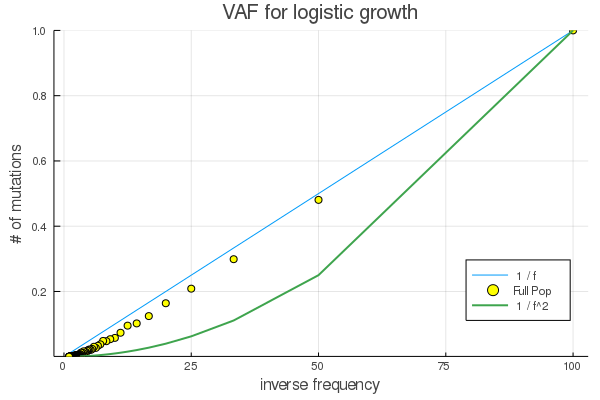 VAF for logistic growth
# of mutations
1.0
0.8
0.6
0.4
0.2
0
25
50
75
100
inverse frequency
1 / f
Full Pop
1 / f^2